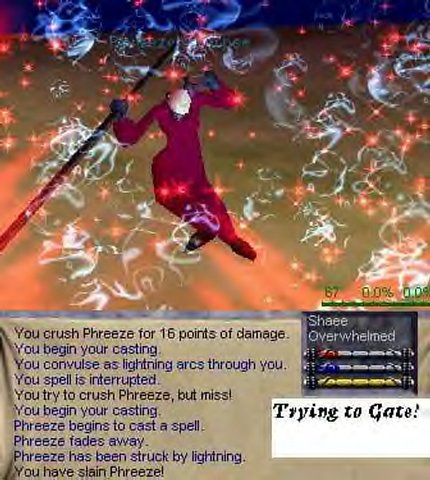 67 0.0% 0.0%
Shaee
Overwhelmed
You crush Phreeze for 16 points of damage.
You begin your casting.
You convulse as lightning arcs through you.
You spell is interrupted.
You try to crush Phreeze, but miss!
You begin your casting.
Phreeze begins to cast a spell.
Phreeze fades away.
Phreeze has been struck by lightning.
You have slain Phreeze!
Trying to Gate!